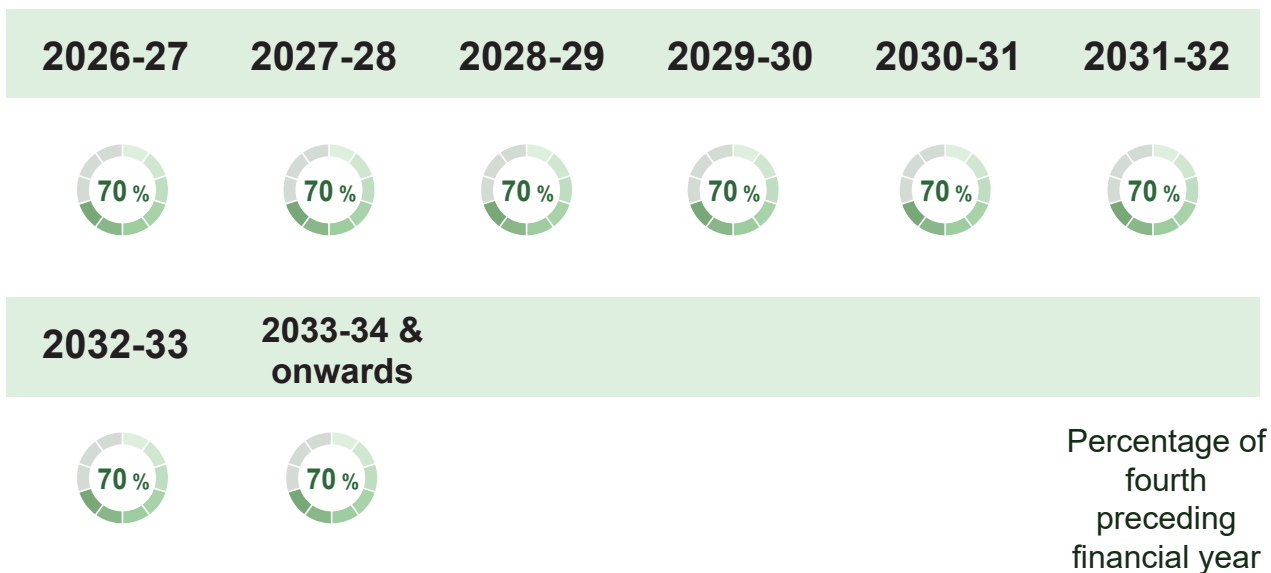 2026-27 2027-28 2028-29 2029-30 2030-31 2031-32
70 % 70 % 70 % 70 % 70 % 70 %
2032-33 2033-34 &
onwards
70 % 70 %
Percentage of
fourth
preceding
financial year